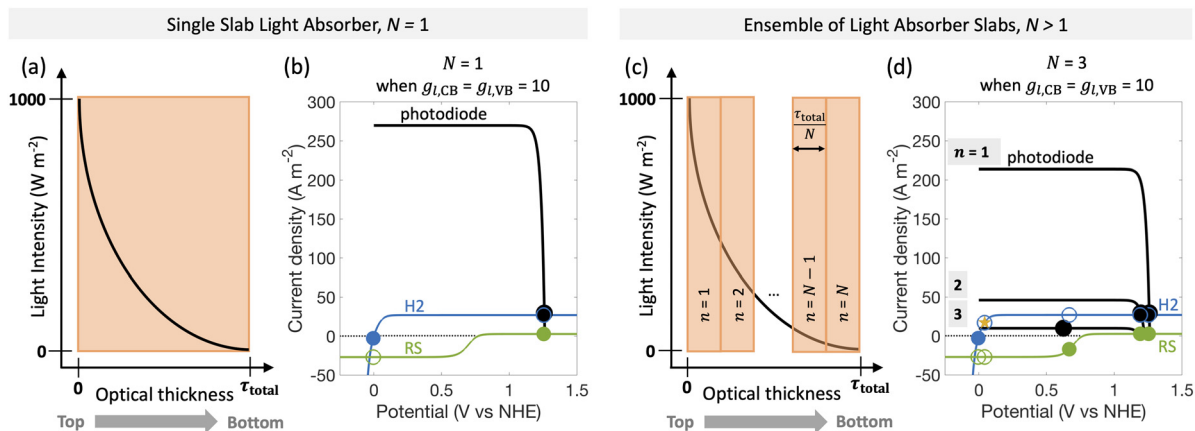 Single Slab Light Absorber, N = 1
Ensemble of Light Absorber Slabs, N > 1
(a)
1000
0
Light Intensity (W m⁻²)
0
Optical thickness
τtotal
Top
Bottom
(b)
N = 1
when gl,CB = gl,VB = 10
300
250
200
150
100
50
0
-50
Current density (A m⁻²)
photodiode
H2
RS
0
0.5
1
1.5
Potential (V vs NHE)
(c)
1000
0
Light Intensity (W m⁻²)
τtotal
N
n = 1
n = 2
...
n = N − 1
n = N
0
Optical thickness
τtotal
Top
Bottom
(d)
N = 3
when gl,CB = gl,VB = 10
300
250
200
150
100
50
0
-50
Current density (A m⁻²)
n = 1
photodiode
2
3
H2
RS
0
0.5
1
1.5
Potential (V vs NHE)